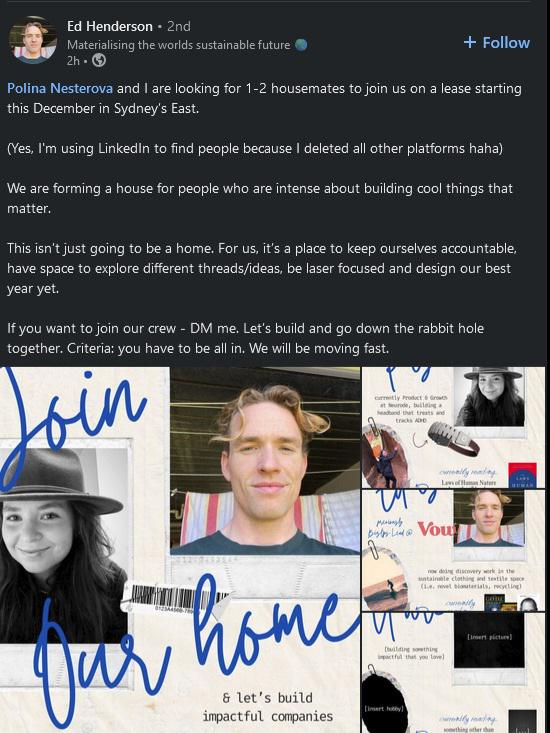 Ed Henderson • 2nd
Materialising the worlds sustainable future
2h •
+ Follow
Polina Nesterova and I are looking for 1-2 housemates to join us on a lease starting
this December in Sydney's East.
(Yes, I'm using LinkedIn to find people because I deleted all other platforms haha)
We are forming a house for people who are intense about building cool things that
matter.
This isn't just going to be a home. For us, it's a place to keep ourselves accountable,
have space to explore different threads/ideas, be laser focused and design our best
year yet.
If you want to join our crew - DM me. Let's build and go down the rabbit hole
together. Criteria: you have to be all in. We will be moving fast.
Join
our home
& let's build
impactful companies
currently Product & Growth
at Neurode, building a
headband that treats and
tracks ADHD
currently reading
Laws of Human Nature
previously
@
now doing discovery work in the
sustainable clothing and textile space
(i.e. novel biomaterials, recycling)
currently
[insert picture]
[building something
impactful that you love]
[insert hobby]
currently reading
something other than